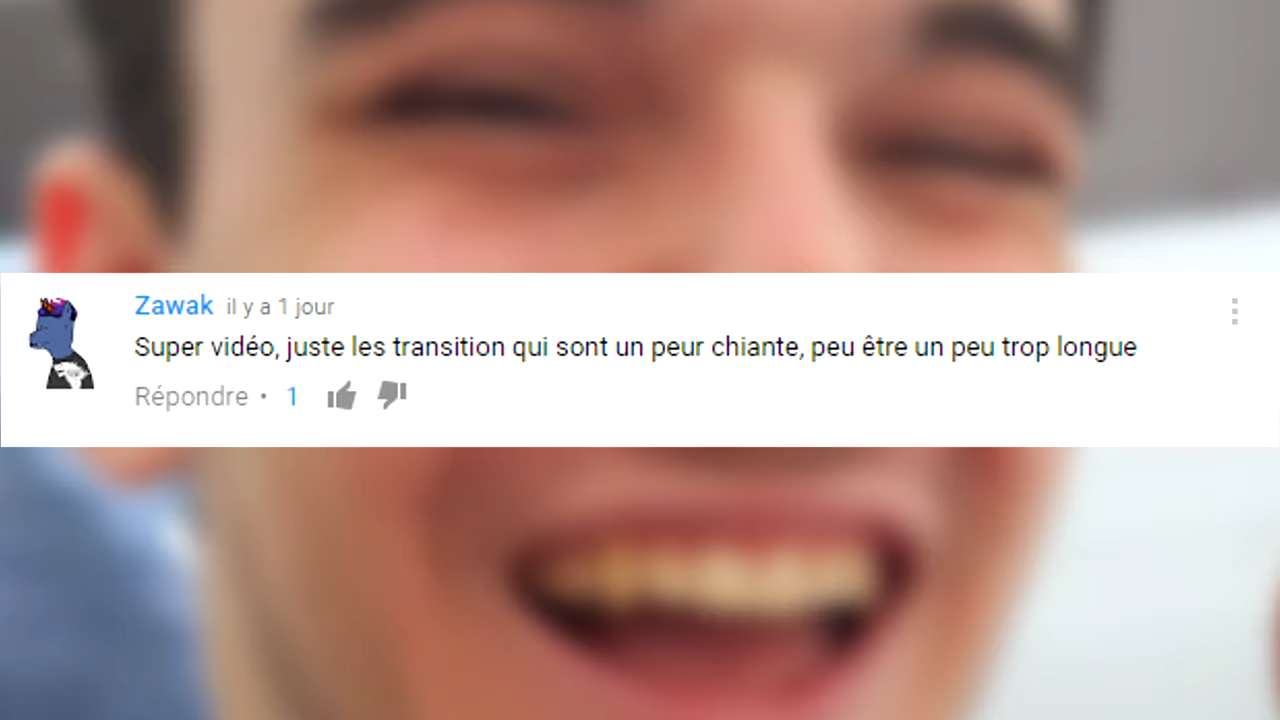 Zawak il y a 1 jour
Super vidéo, juste les transition qui sont un peur chiante, peu être un peu trop longue
Répondre • 1